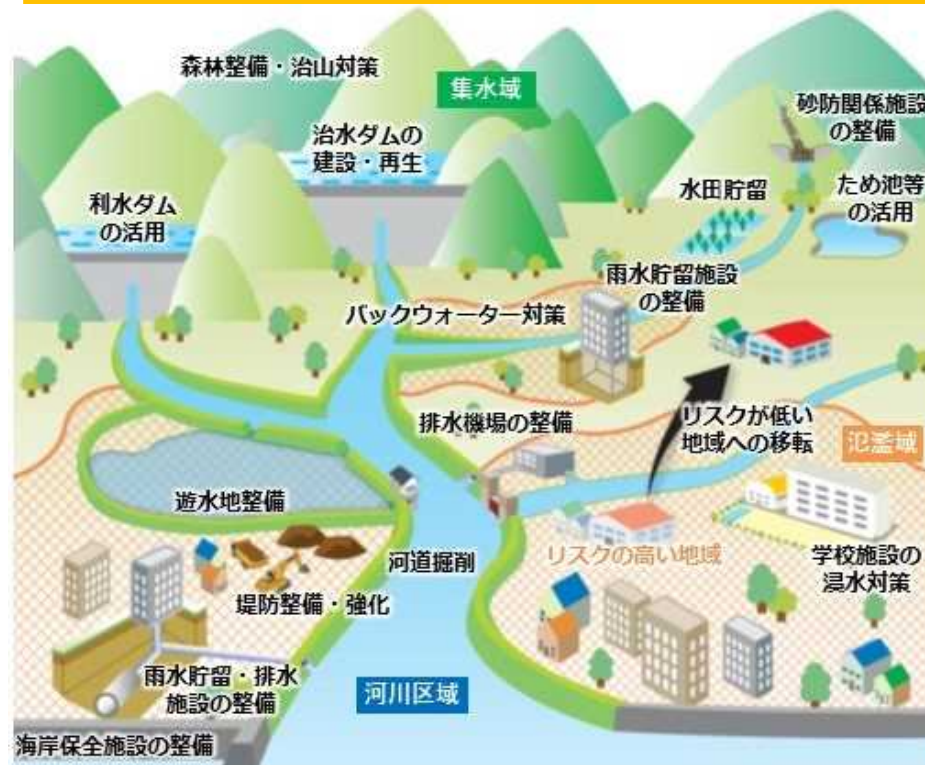 森林整備・治山対策
集水域
砂防関係施設
の整備
治水ダムの
建設・再生
水田貯留
ため池等
の活用
利水ダム
の活用
雨水貯留施設
の整備
バックウォーター対策
排水機場の整備
リスクが低い
地域への移転
氾濫域
遊水地整備
河道掘削
リスクの高い地域
学校施設の
浸水対策
堤防整備・強化
雨水貯留・排水
施設の整備
河川区域
海岸保全施設の整備